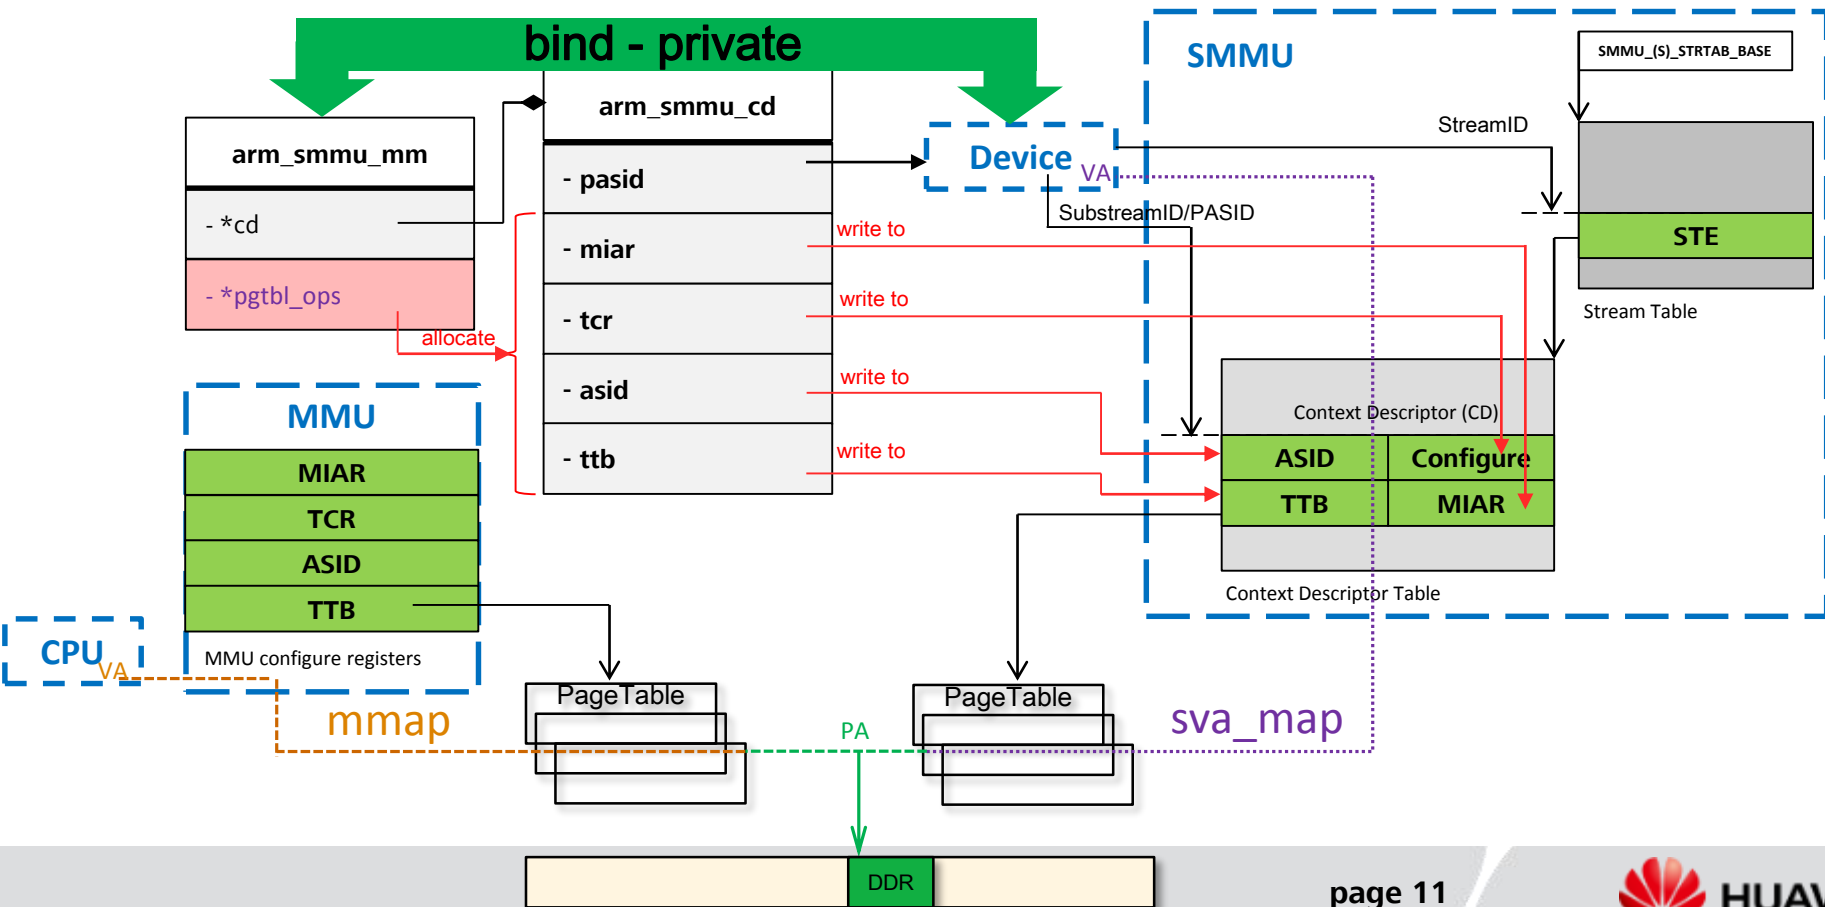 bind - private
SMMU
SMMU_(S)_STRTAB_BASE
arm_smmu_mm
- *cd
- *pgtbl_ops
allocate
arm_smmu_cd
- pasid
- miar
- tcr
- asid
- ttb
Device
VA
StreamID
SubstreamID/PASID
write to
write to
write to
write to
STE
Stream Table
Context Descriptor (CD)
ASID
Configure
TTB
MIAR
Context Descriptor Table
MMU
MIAR
TCR
ASID
TTB
MMU configure registers
CPU
VA
mmap
PageTable
PA
PageTable
sva_map
DDR
page 11
HUAW